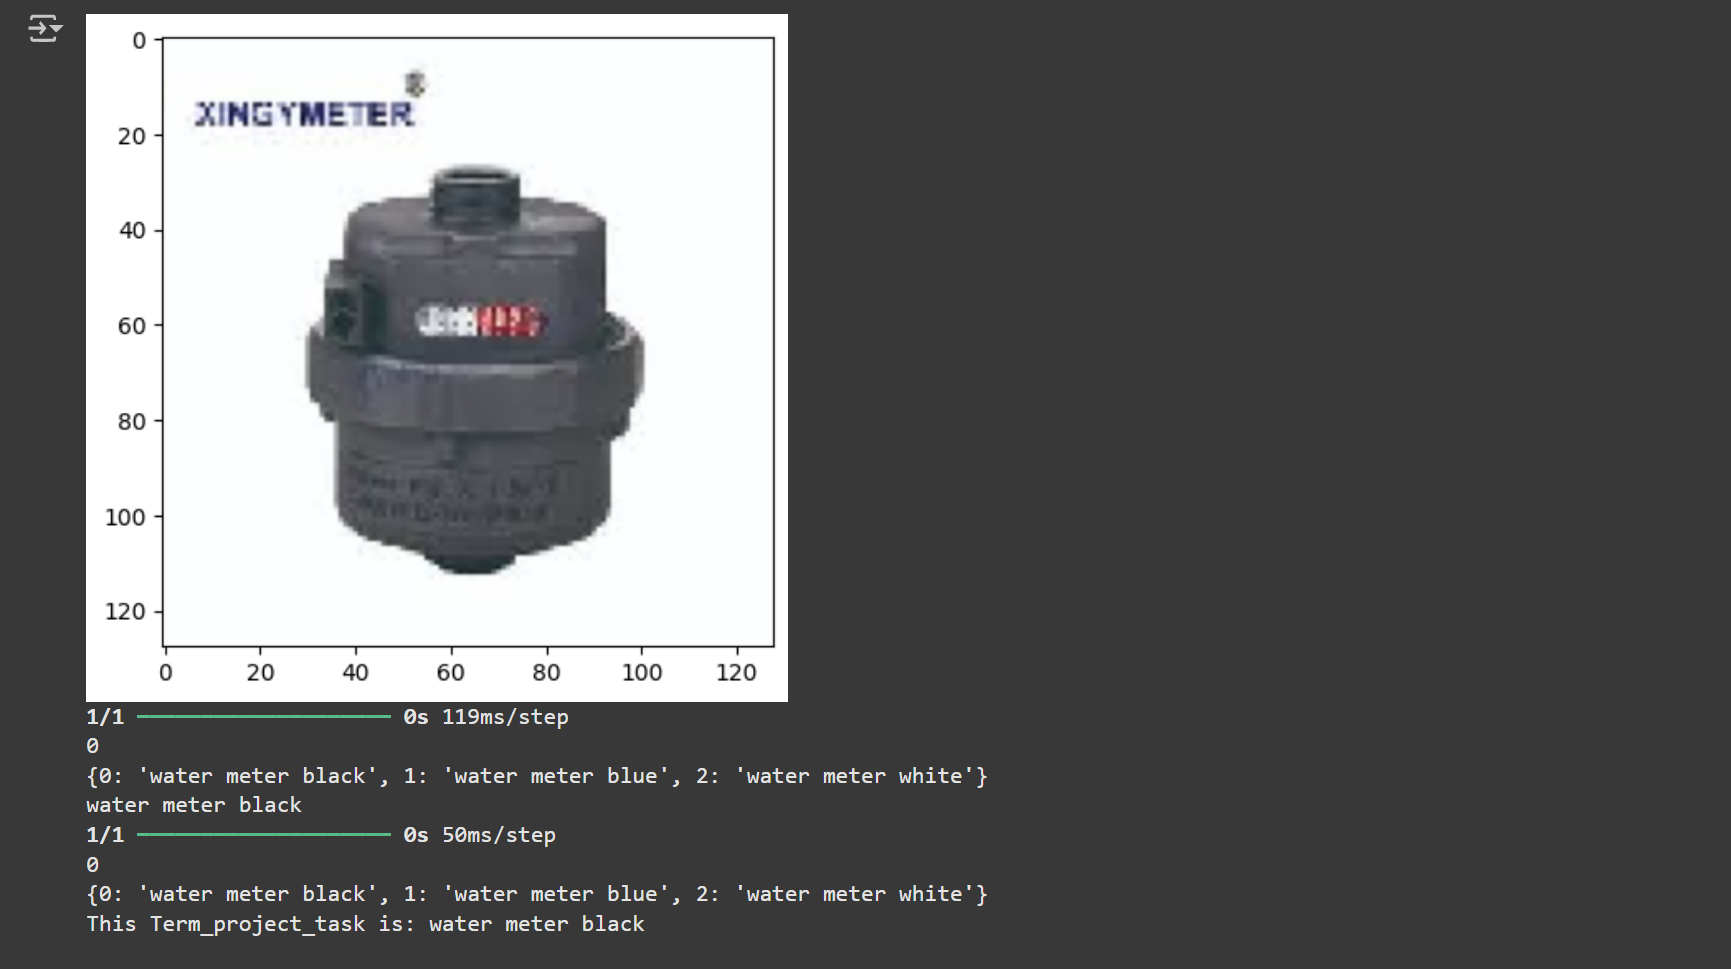 0
®
XINGYMETER
20
40
60
80
100
120
0 20 40 60 80 100 120
1/1 0s 119ms/step
0
{0: 'water meter black', 1: 'water meter blue', 2: 'water meter white'}
water meter black
1/1 0s 50ms/step
0
{0: 'water meter black', 1: 'water meter blue', 2: 'water meter white'}
This Term_project_task is: water meter black